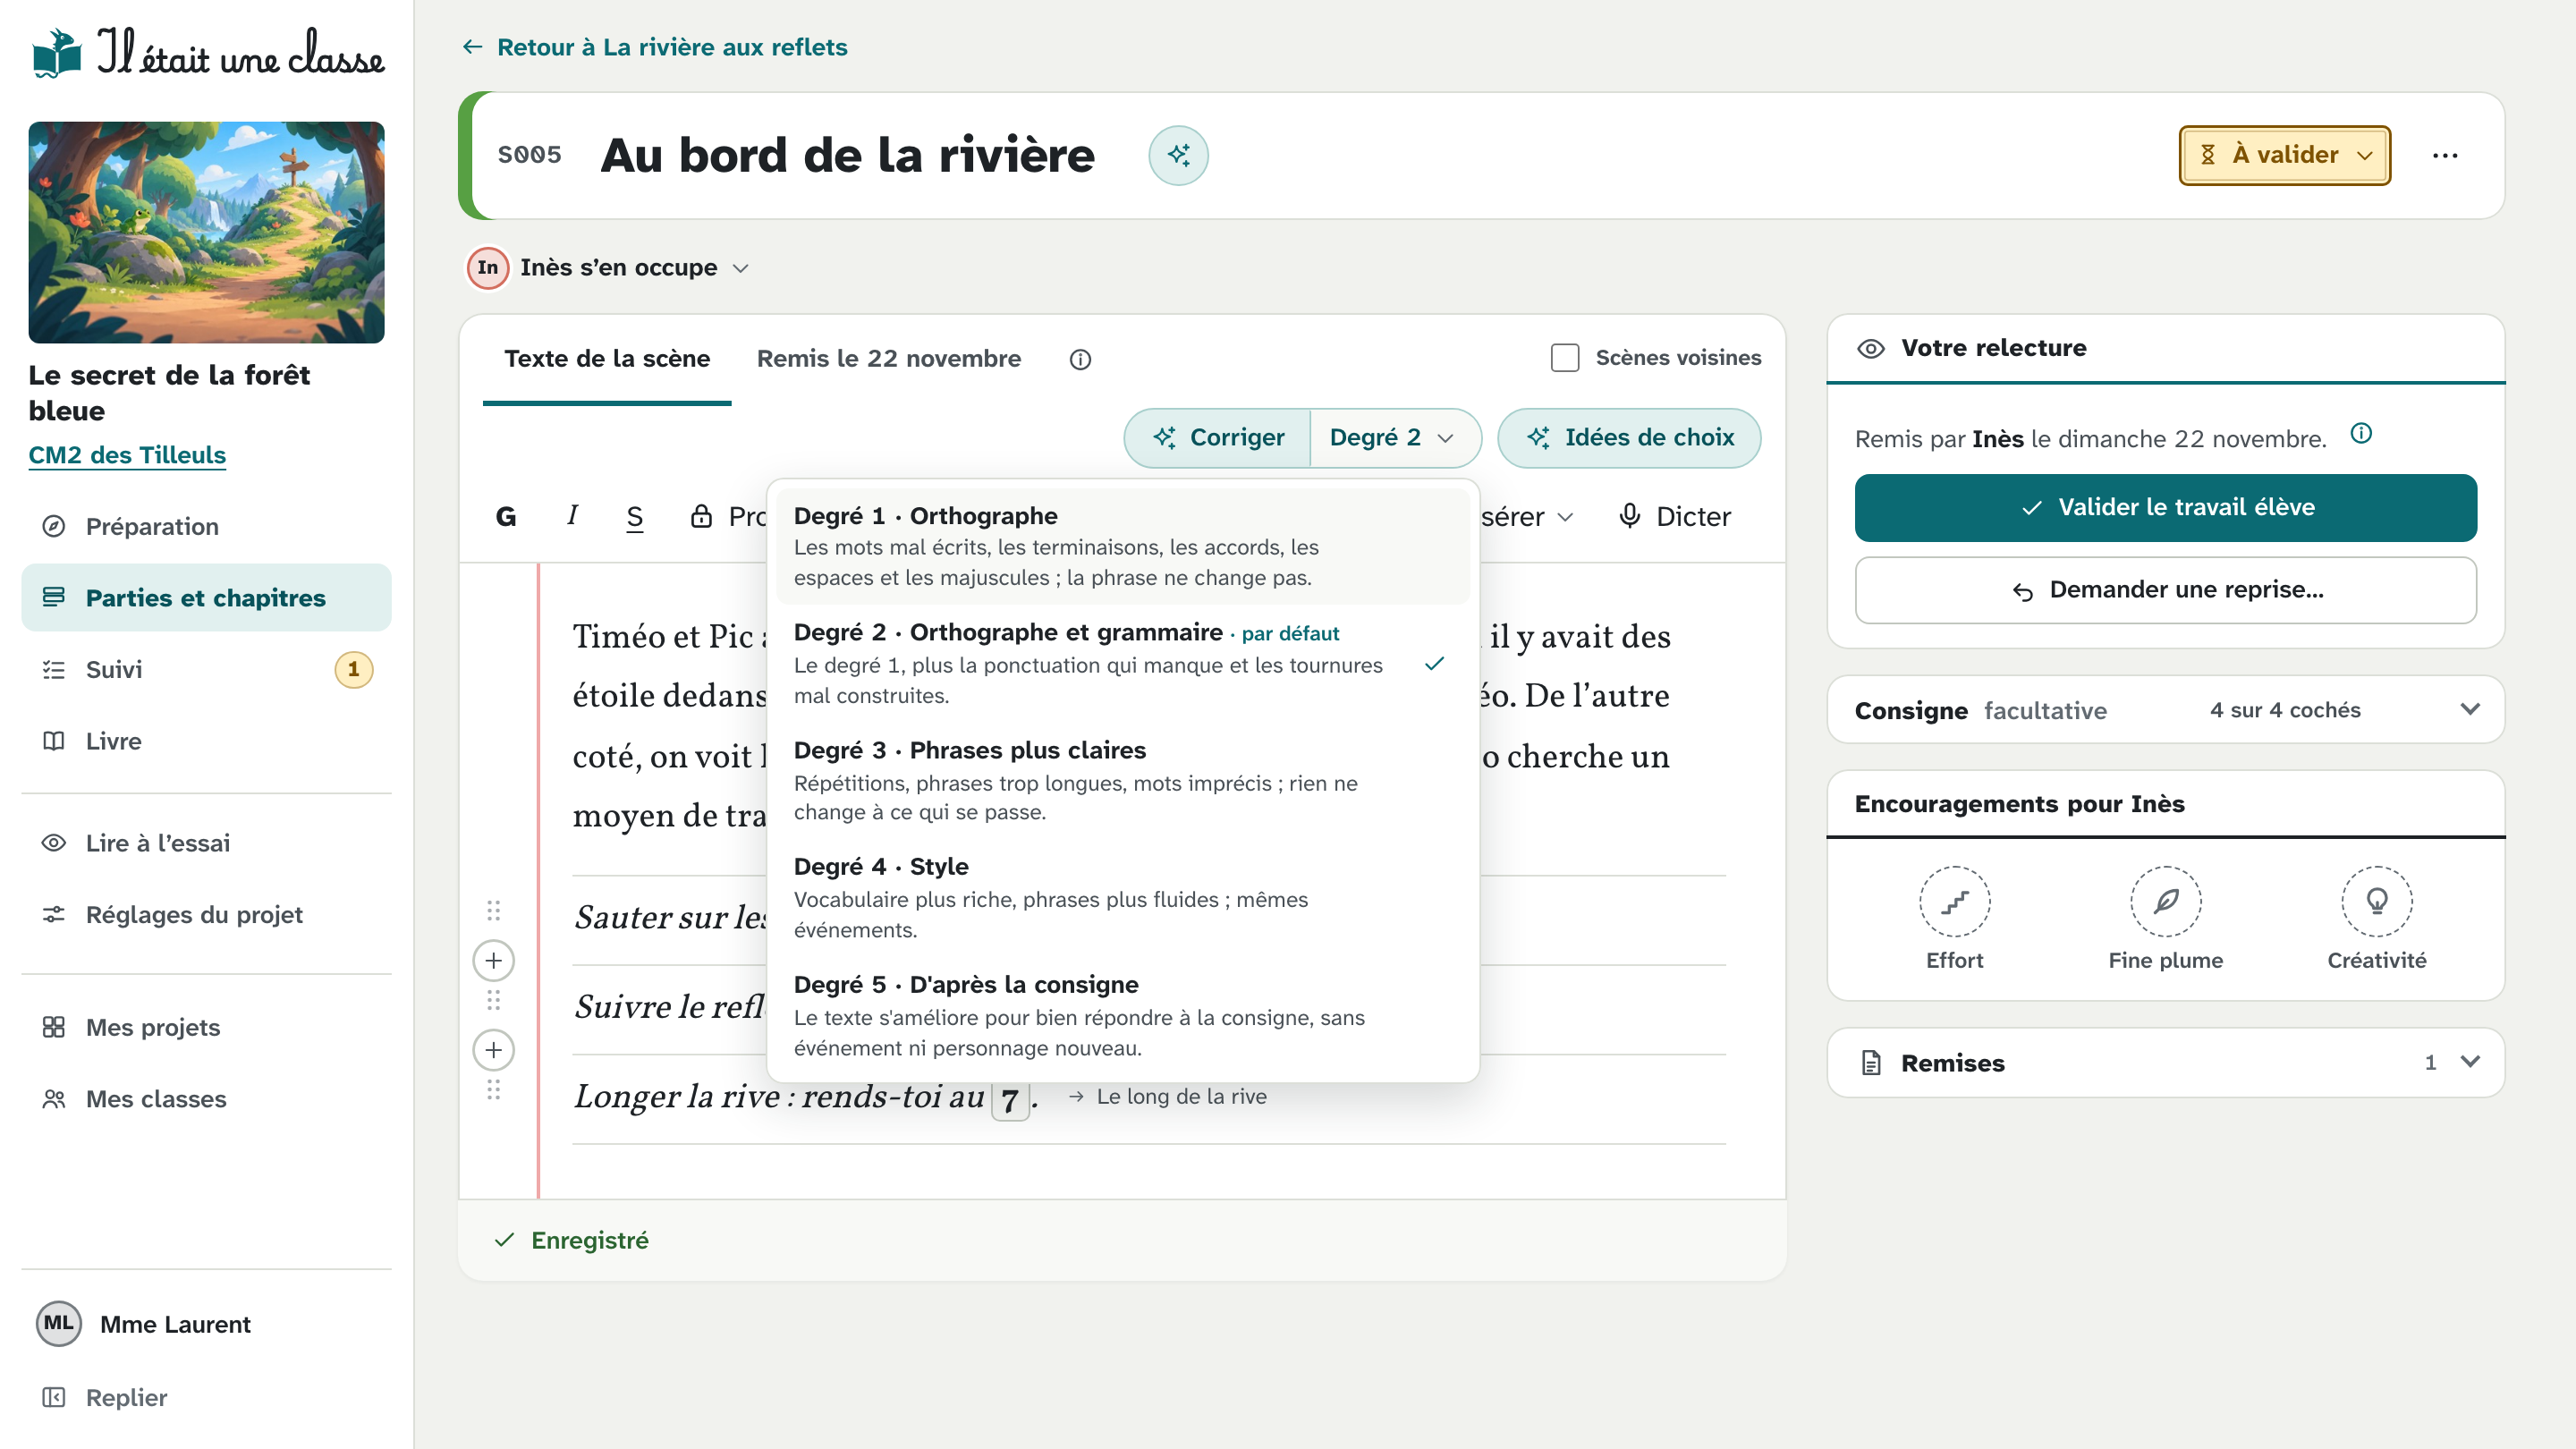 Il était une classe
Le secret de la forêt
bleue
CM2 des Tilleuls
Préparation
Parties et chapitres
Suivi 1
Livre
Lire à l’essai
Réglages du projet
Mes projets
Mes classes
ML Mme Laurent
Replier
← Retour à La rivière aux reflets
S005 Au bord de la rivière
À valider
In Inès s’en occupe
Texte de la scène Remis le 22 novembre
Scènes voisines
Corriger Degré 2 Idées de choix
G I S Dicter
Degré 1 · Orthographe
Les mots mal écrits, les terminaisons, les accords, les
espaces et les majuscules ; la phrase ne change pas.
Degré 2 · Orthographe et grammaire · par défaut
Le degré 1, plus la ponctuation qui manque et les tournures
mal construites.
Degré 3 · Phrases plus claires
Répétitions, phrases trop longues, mots imprécis ; rien ne
change à ce qui se passe.
Degré 4 · Style
Vocabulaire plus riche, phrases plus fluides ; mêmes
événements.
Degré 5 · D'après la consigne
Le texte s'améliore pour bien répondre à la consigne, sans
événement ni personnage nouveau.
Timéo et Pic il y avait des
étoile dedans De l’autre
coté, on voit cherche un
moyen de
Sauter sur
Suivre le
Longer la rive : rends-toi au 7. → Le long de la rive
Enregistré
Votre relecture
Remis par Inès le dimanche 22 novembre.
Valider le travail élève
Demander une reprise...
Consigne facultative 4 sur 4 cochés
Encouragements pour Inès
Effort Fine plume Créativité
Remises 1